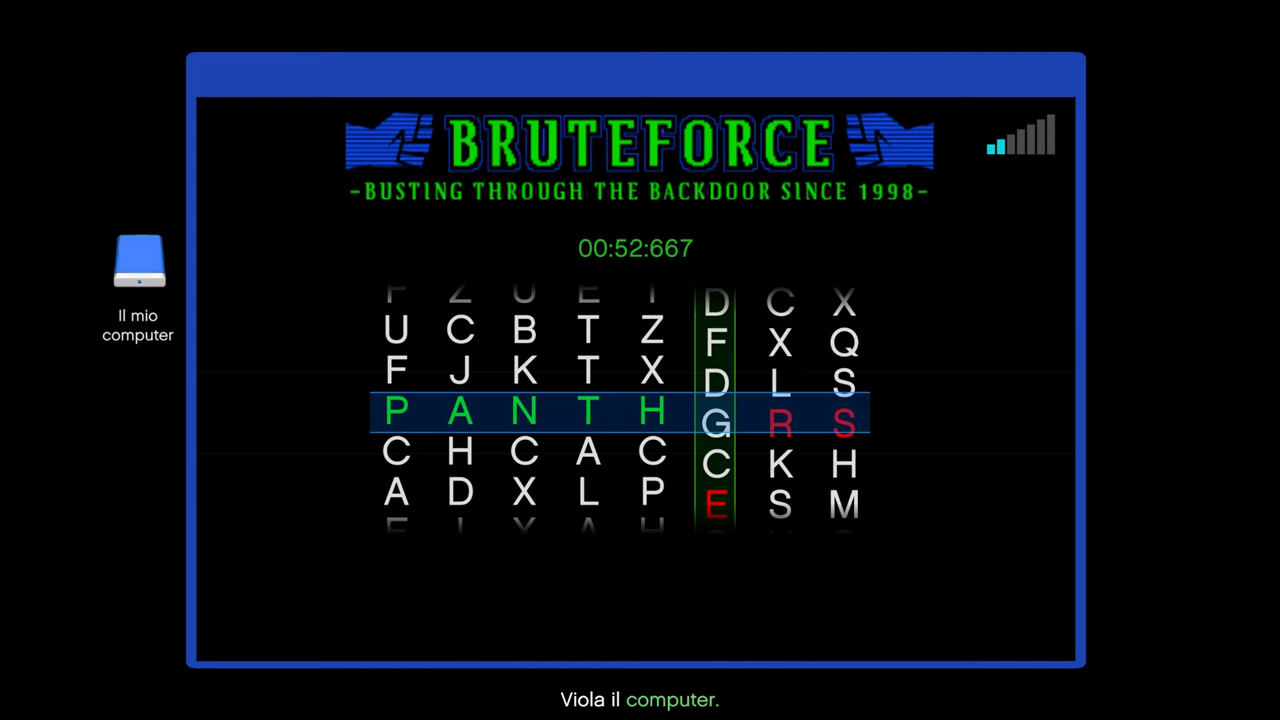 BRUTEFORCE
-BUSTING THROUGH THE BACKDOOR SINCE 1998-
00:52:667
F Z U E I D C X
U C B T Z F X Q
F J K T X D L S
P A N T H G R S
C H C A C C K H
A D X L P E S M
Il mio
computer
Viola il computer.